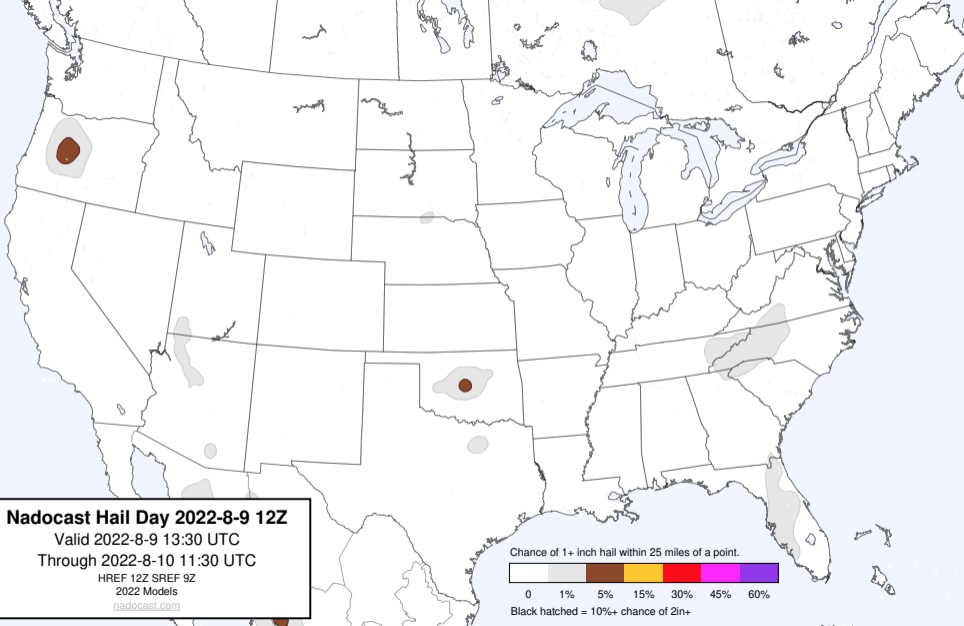 Nadocast Hail Day 2022-8-9 12Z
Valid 2022-8-9 13:30 UTC
Through 2022-8-10 11:30 UTC
HREF 12Z SREF 9Z
2022 Models
nadocast.com
Chance of 1+ inch hail within 25 miles of a point.
0 1% 5% 15% 30% 45% 60%
Black hatched = 10%+ chance of 2in+